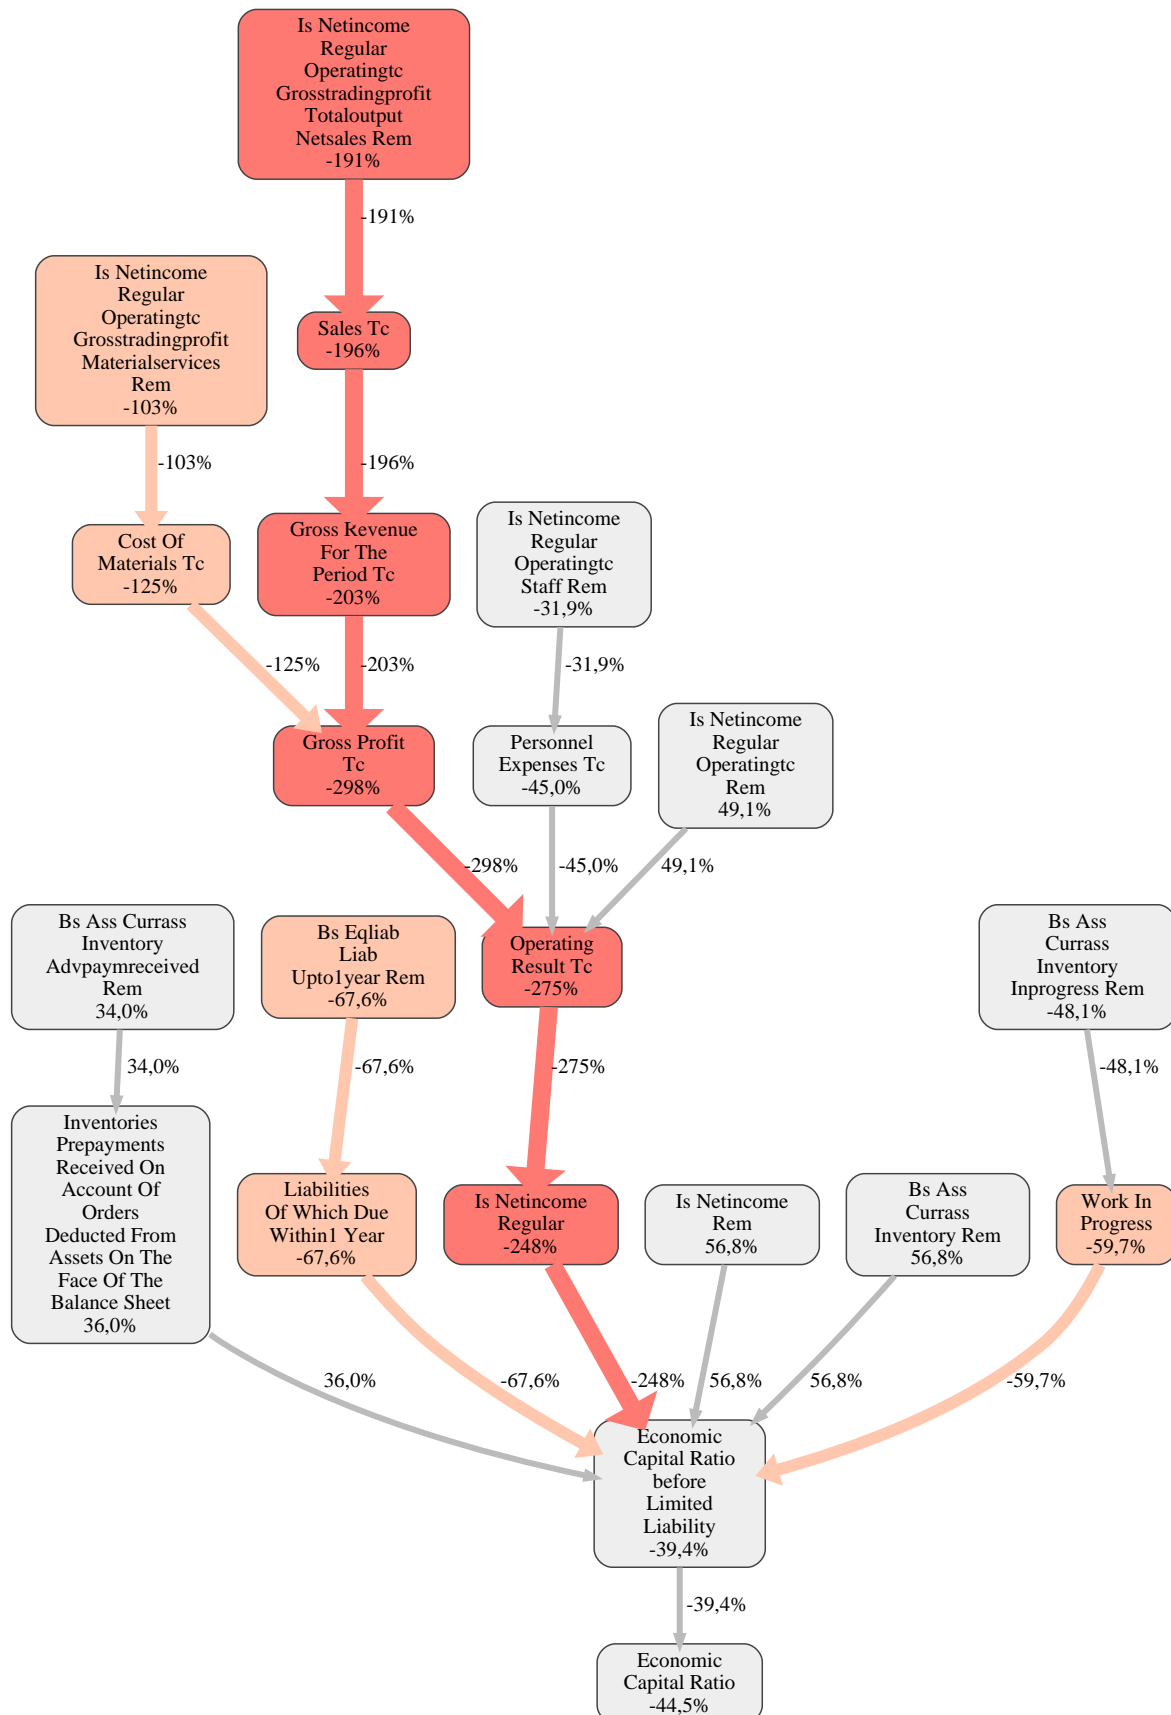 Is Netincome
Regular
Operatingtc
Grosstradingprofit
Totaloutput
Netsales Rem
-191%
-191%
Is Netincome
Regular
Operatingtc
Grosstradingprofit
Materialservices
Rem
-103%
Sales Tc
-196%
-103%
-196%
Cost Of
Materials Tc
-125%
Gross Revenue
For The
Period Tc
-203%
Is Netincome
Regular
Operatingtc
Staff Rem
-31,9%
-125%
-203%
-31,9%
Gross Profit
Tc
-298%
Personnel
Expenses Tc
-45,0%
Is Netincome
Regular
Operatingtc
Rem
49,1%
-298%
-45,0%
49,1%
Bs Ass Currass
Inventory
Advpaymreceived
Rem
34,0%
Bs Eqliab
Liab
Upto1year Rem
-67,6%
Operating
Result Tc
-275%
Bs Ass
Currass
Inventory
Inprogress Rem
-48,1%
34,0%
-67,6%
-275%
-48,1%
Inventories
Prepayments
Received On
Account Of
Orders
Deducted From
Assets On The
Face Of The
Balance Sheet
36,0%
Liabilities
Of Which Due
Within1 Year
-67,6%
Is Netincome
Regular
-248%
Is Netincome
Rem
56,8%
Bs Ass
Currass
Inventory Rem
56,8%
Work In
Progress
-59,7%
36,0%
-67,6%
-248%
56,8%
56,8%
-59,7%
Economic
Capital Ratio
before
Limited
Liability
-39,4%
-39,4%
Economic
Capital Ratio
-44,5%